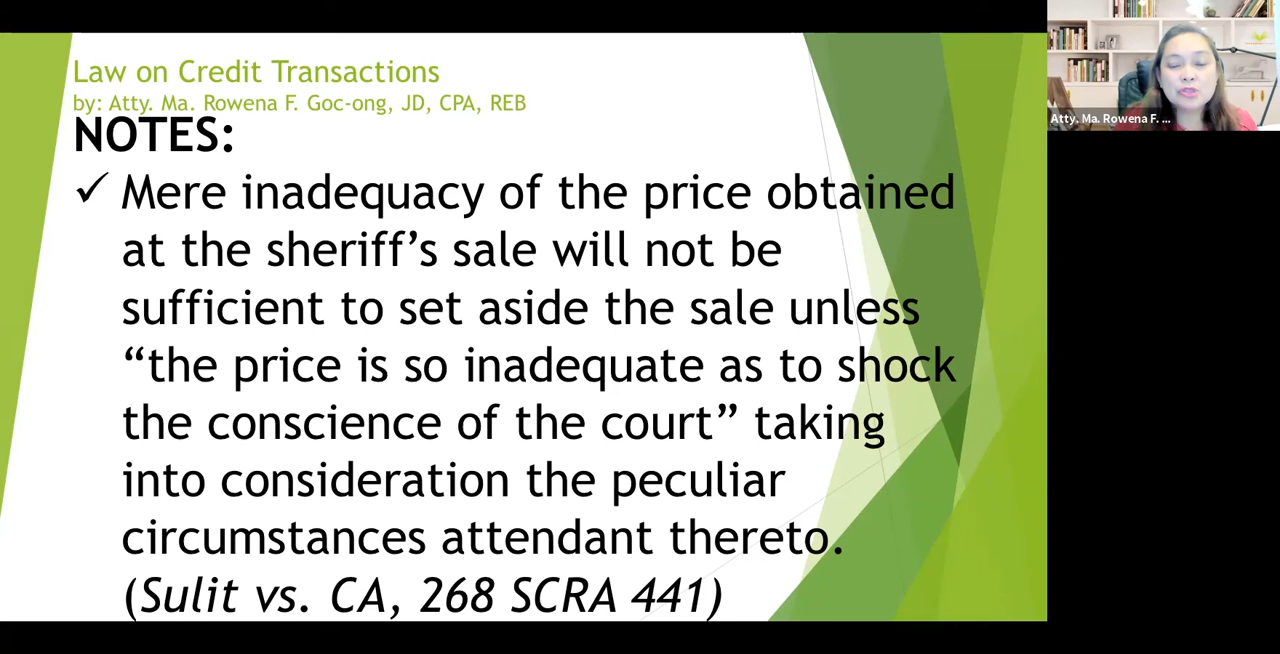 Law on Credit Transactions
by: Atty. Ma. Rowena F. Goc-ong, JD, CPA, REB
NOTES:
✓ Mere inadequacy of the price obtained
at the sheriff’s sale will not be
sufficient to set aside the sale unless
“the price is so inadequate as to shock
the conscience of the court” taking
into consideration the peculiar
circumstances attendant thereto.
(Sulit vs. CA, 268 SCRA 441)
Atty. Ma. Rowena F. ...